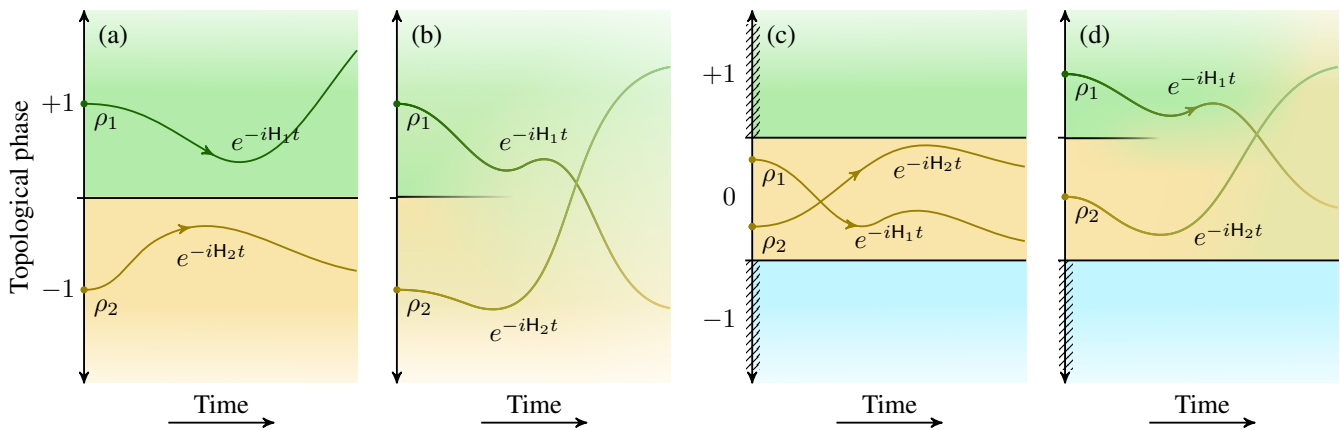 Topological phase
(a)
+1
−1
ρ₁
e^{−iH₁t}
e^{−iH₂t}
ρ₂
Time
(b)
ρ₁
e^{−iH₁t}
ρ₂
e^{−iH₂t}
Time
(c)
+1
0
−1
ρ₁
e^{−iH₂t}
ρ₂
e^{−iH₁t}
Time
(d)
ρ₁
e^{−iH₁t}
ρ₂
e^{−iH₂t}
Time